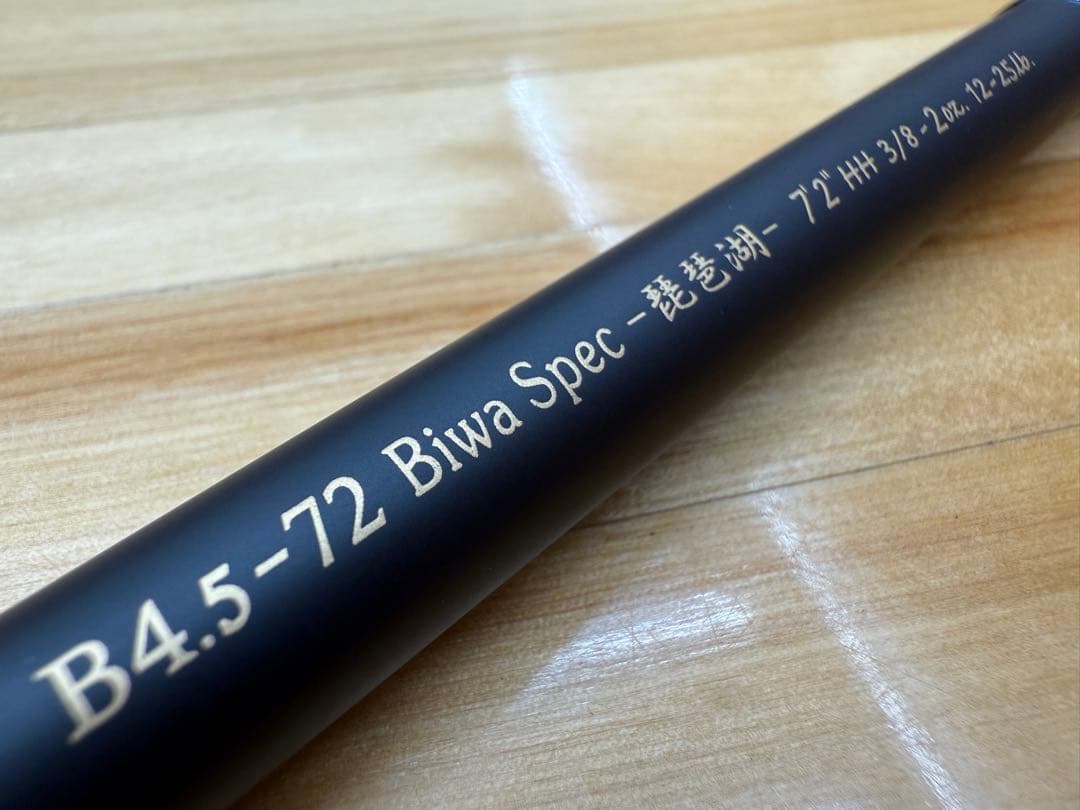 B4.5-72 Biwa Spec -琵琶湖- 7'2" HH 3/8-2oz. 12-25lb.